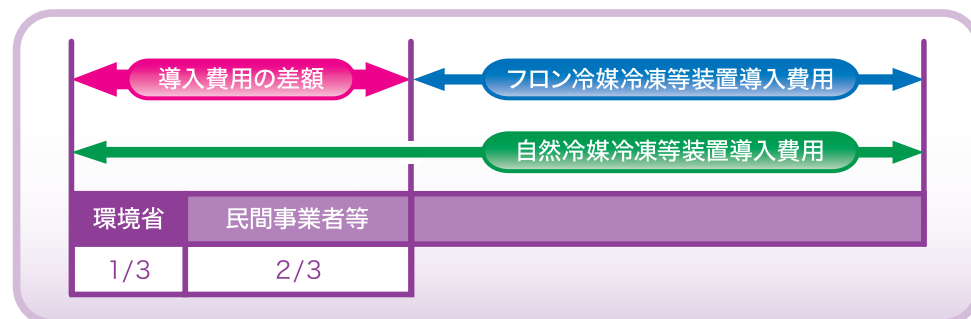 導入費用の差額
フロン冷媒冷凍等装置導入費用
自然冷媒冷凍等装置導入費用
環境省
民間事業者等
1/3
2/3